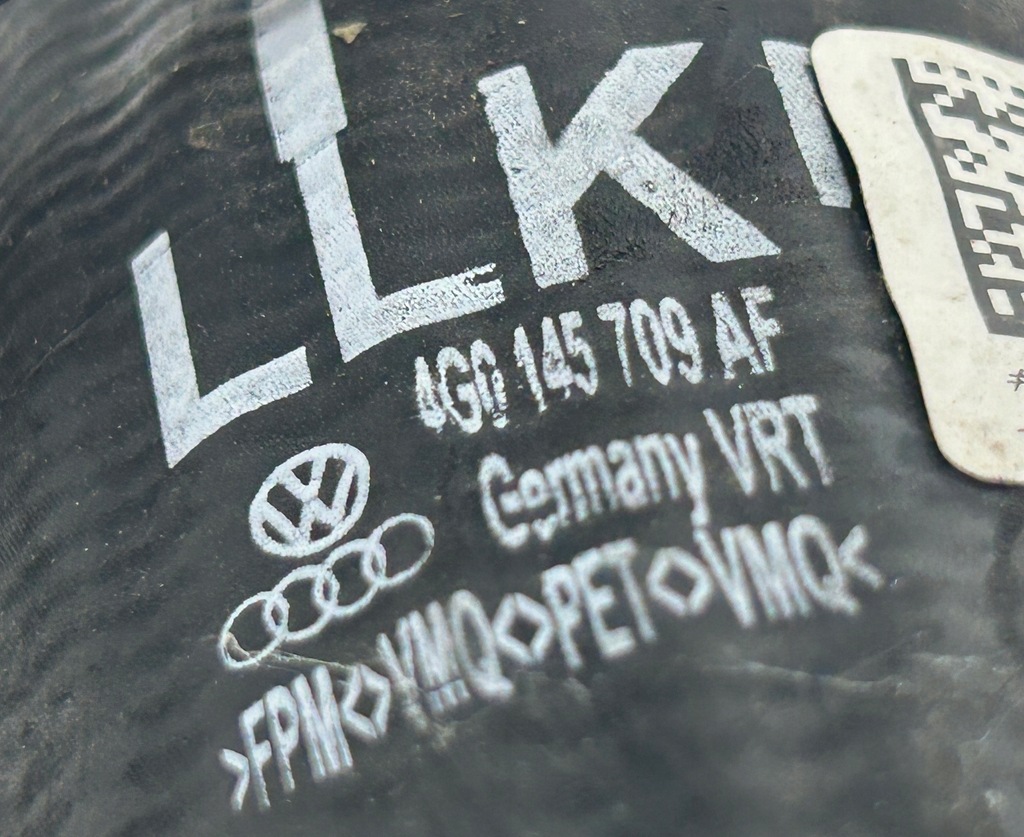 LLK
4G0 145 709 AF
Germany VRT
>FPM<>VMQ<>PET<>VMQ<